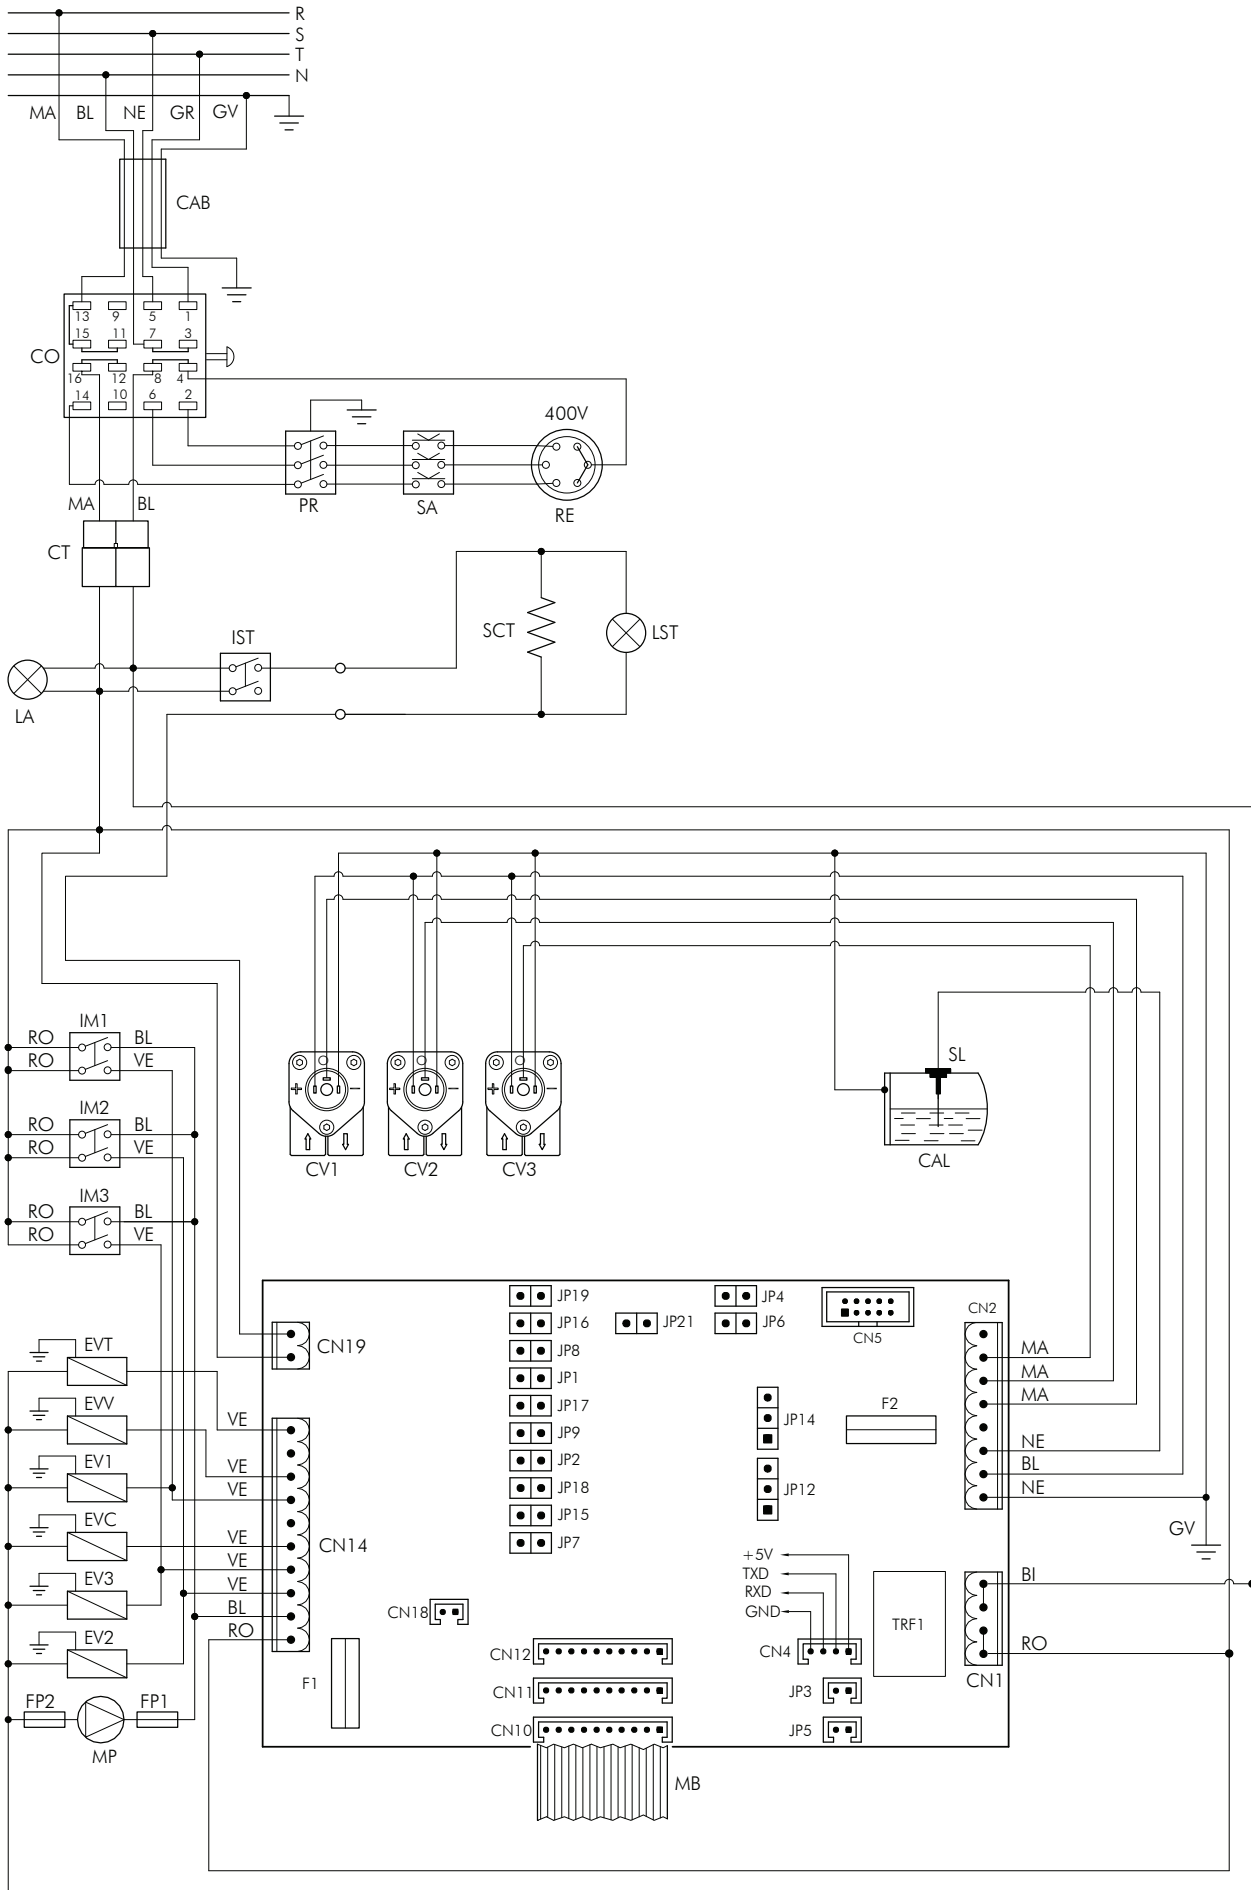 R
S
T
N
MA BL NE GR GV
CAB
13 9 5 1
15 11 7 3
CO
16 12 8 4
14 10 6 2
400V
PR SA RE
MA BL
CT
IST
SCT LST
LA
IM1
RO BL
RO VE
SL
IM2
RO BL
RO VE
CV1 CV2 CV3 CAL
IM3
RO BL
RO VE
JP19 JP4
CN2
JP16 JP21 JP6
CN5
EVT CN19 MA
JP8
JP1 MA
EVV MA
JP17 F2
VE JP14
JP9 NE
EV1 VE JP2 BL
VE JP18 NE
JP12
EVC JP15
GV
VE CN14 JP7
VE +5V
EV3 TXD BI
VE RXD
BL CN18 GND TRF1
EV2 RO RO
CN12 CN4
F1 CN1
CN11 JP3
FP2 FP1
CN10 JP5
MP
MB